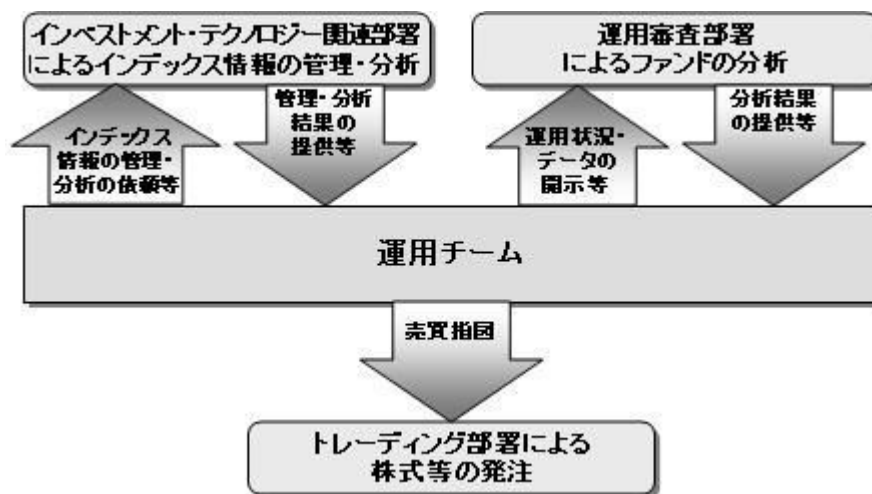 インベストメント・テクノロジー関連部署
によるインデックス情報の管理・分析
運用審査部署
によるファンドの分析
インデックス
情報の管理・
分析の依頼等
管理・分析
結果の
提供等
運用状況・
データの
開示等
分析結果
の提供等
運用チーム
売買指図
トレーディング部署による
株式等の発注